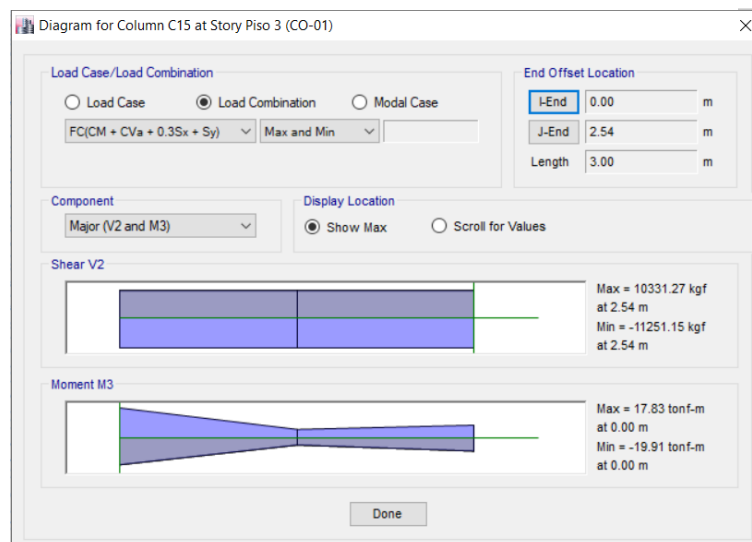 Diagram for Column C15 at Story Piso 3 (CO-01)
Load Case/Load Combination
Load Case
Load Combination
Modal Case
FC(CM + CVa + 0.3Sx + Sy)
Max and Min
End Offset Location
I-End
0.00
m
J-End
2.54
m
Length
3.00
m
Component
Major (V2 and M3)
Display Location
Show Max
Scroll for Values
Shear V2
Max = 10331.27 kgf
at 2.54 m
Min = -11251.15 kgf
at 2.54 m
Moment M3
Max = 17.83 tonf-m
at 0.00 m
Min = -19.91 tonf-m
at 0.00 m
Done